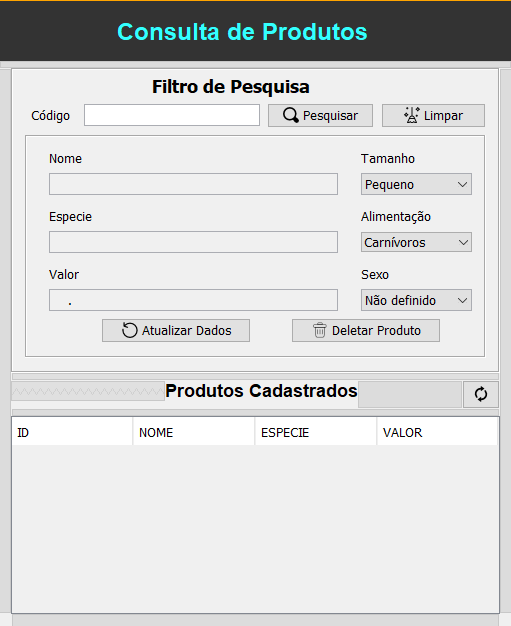 Consulta de Produtos
Filtro de Pesquisa
Código Pesquisar Limpar
Nome Tamanho
Pequeno
Especie Alimentação
Carnívoros
Valor Sexo
. Não definido
Atualizar Dados Deletar Produto
Produtos Cadastrados
ID NOME ESPECIE VALOR